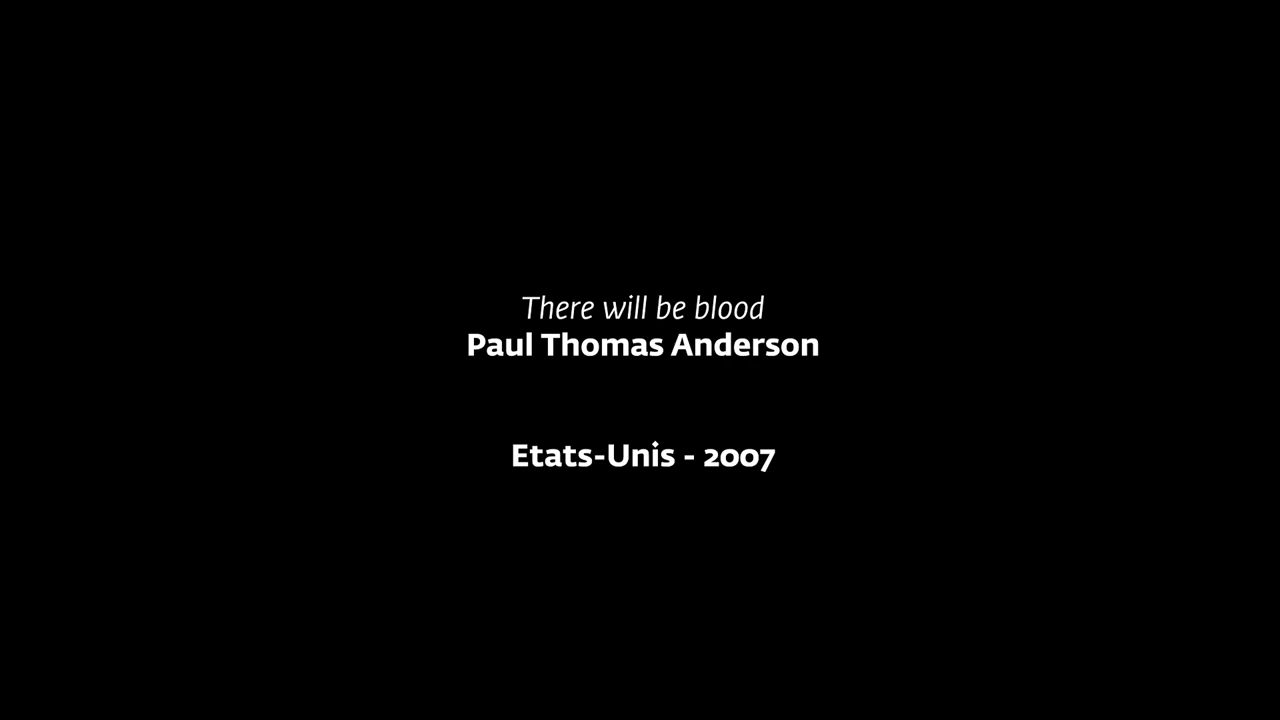 There will be blood
Paul Thomas Anderson
Etats-Unis - 2007